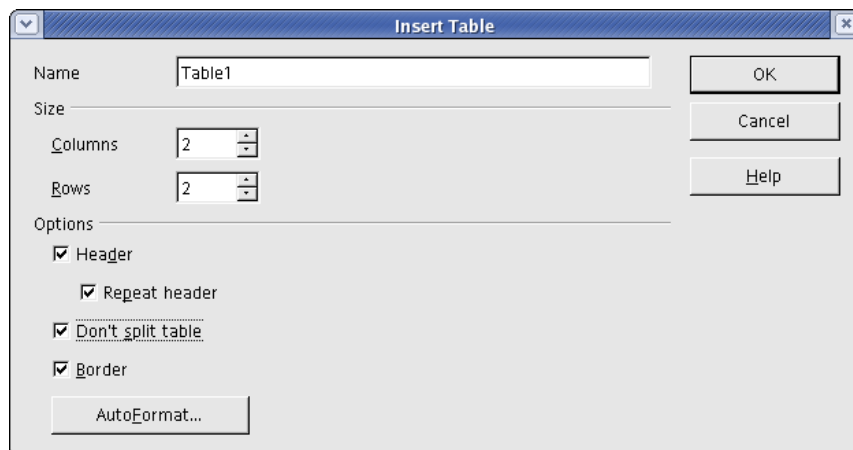 Insert Table
Name Table1 OK
Size
Cancel
Columns 2
Rows 2 Help
Options
Header
Repeat header
Don't split table
Border
AutoFormat...